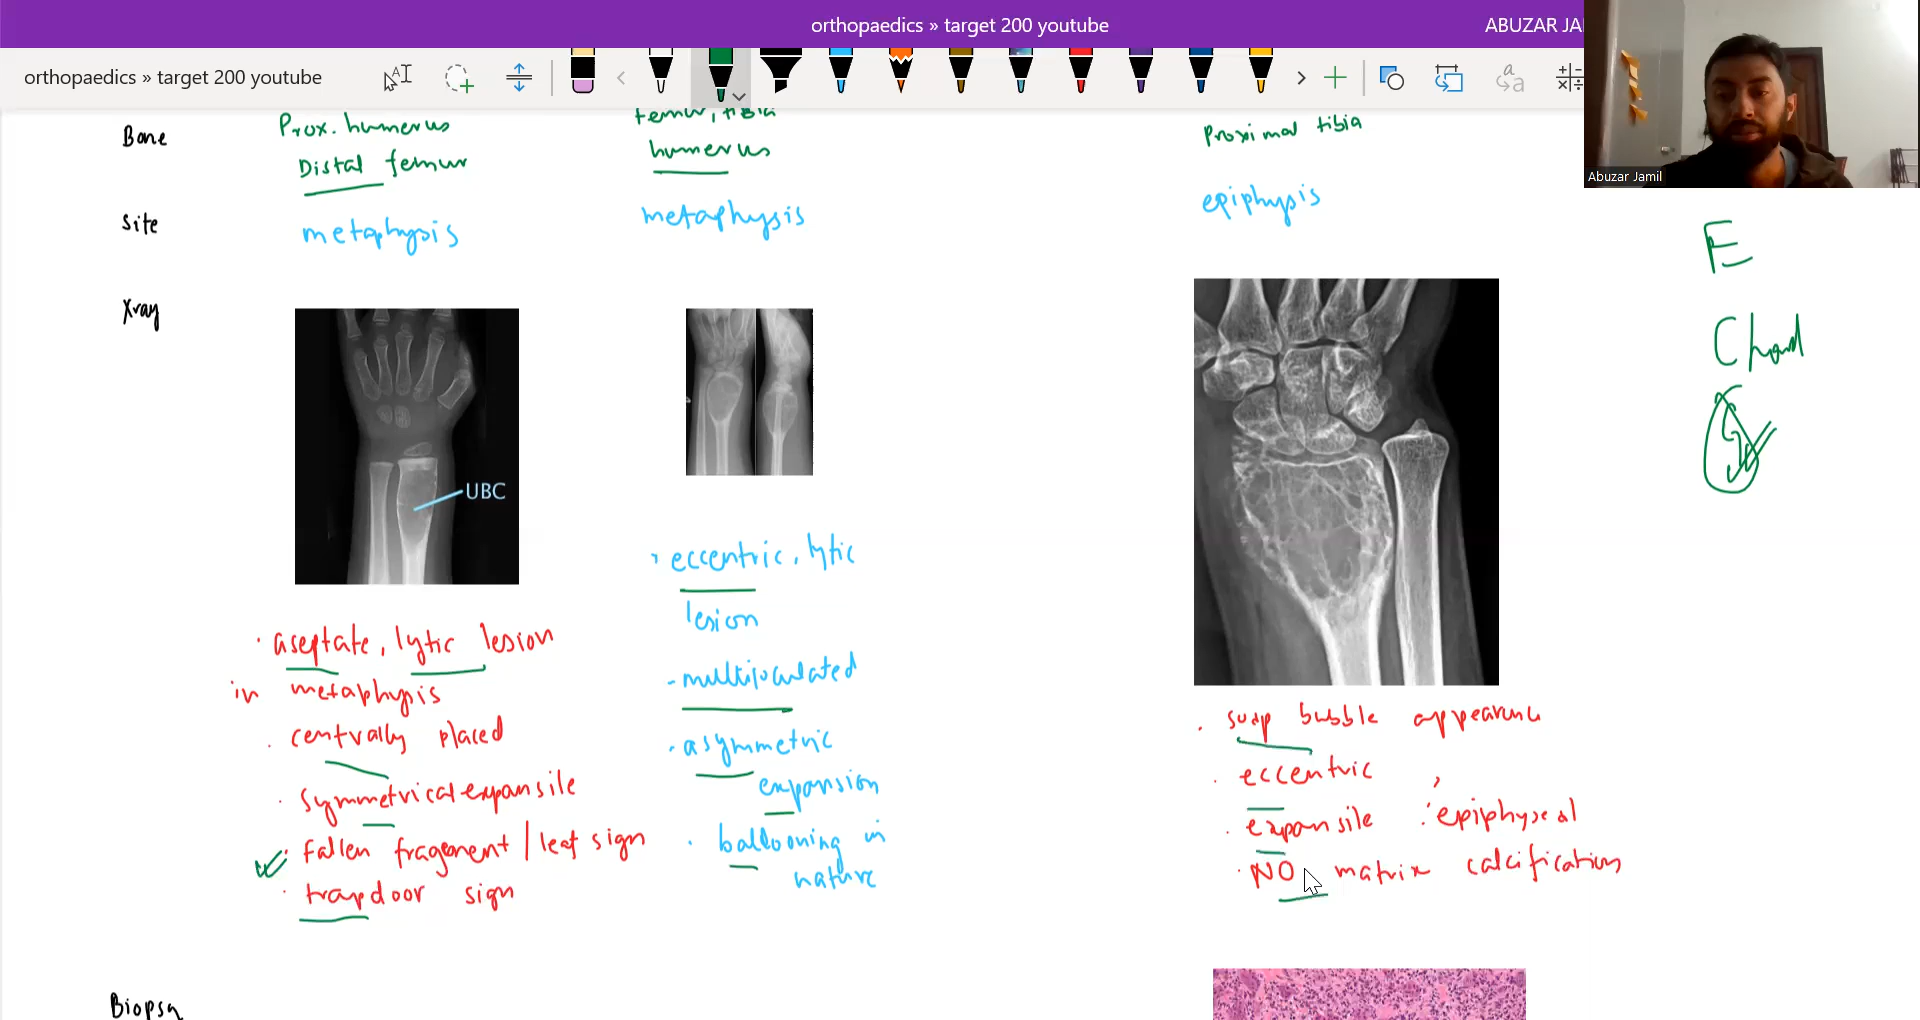 orthopaedics » target 200 youtube
ABUZAR JA
orthopaedics » target 200 youtube
Abuzar Jamil
Bone
Prox. humerus
Distal femur
femur, tibia
humerus
Proximal tibia
Site
metaphysis
metaphysis
epiphysis
Xray
UBC
· aseptate, lytic lesion
in metaphysis
· centrally placed
· symmetrical expansile
· fallen fragement / leaf sign
· trapdoor sign
· eccentric, lytic
lesion
- multiloculated
· asymmetric
expansion
· ballooning in
nature
· soap bubble appearence
· eccentric
· expansile
· epiphyseal
· NO matrix calcification
E
Chond
Biopsy